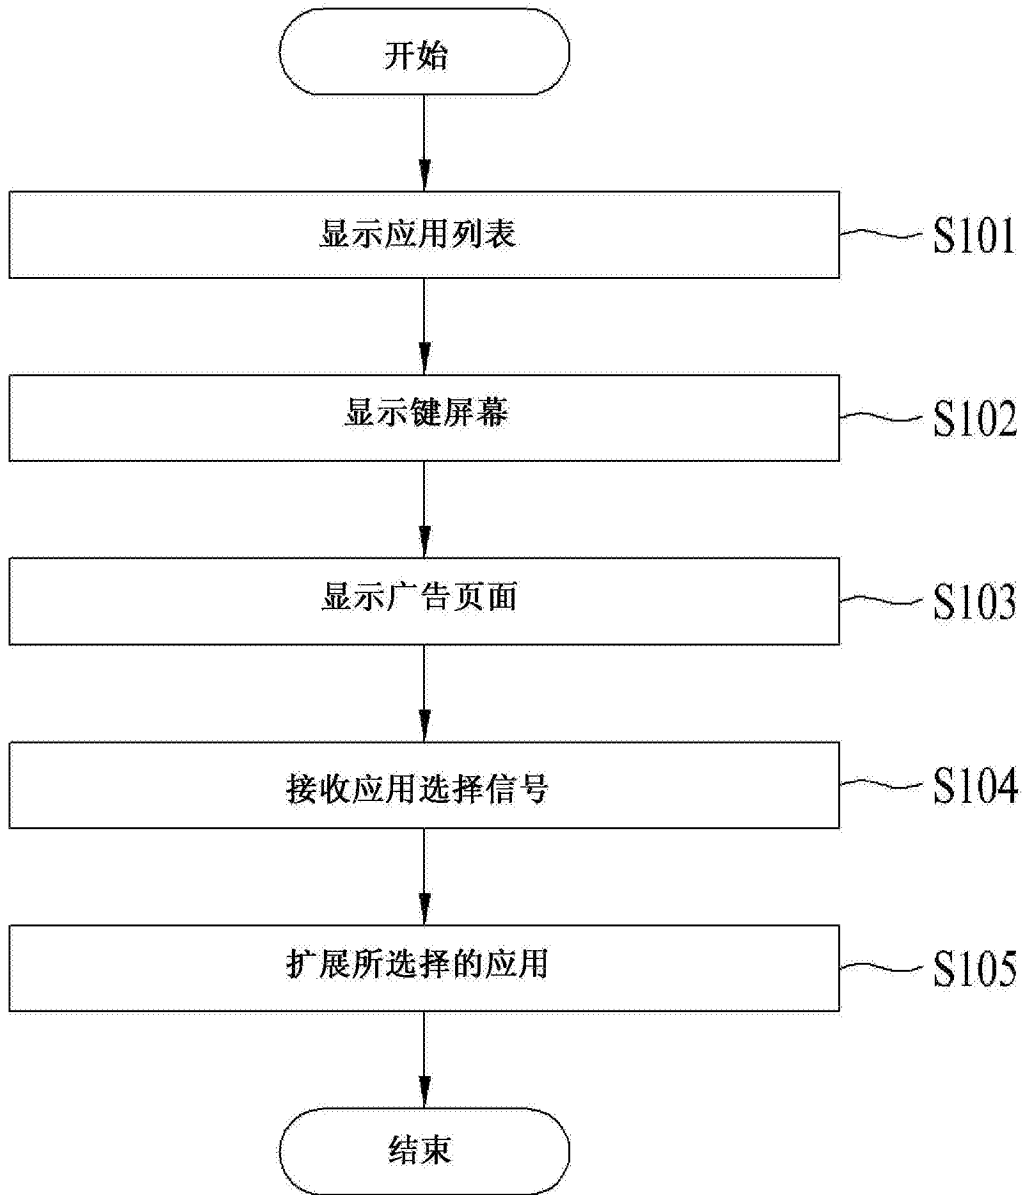 开始
显示应用列表
S101
显示键屏幕
S102
显示广告页面
S103
接收应用选择信号
S104
扩展所选择的应用
S105
结束